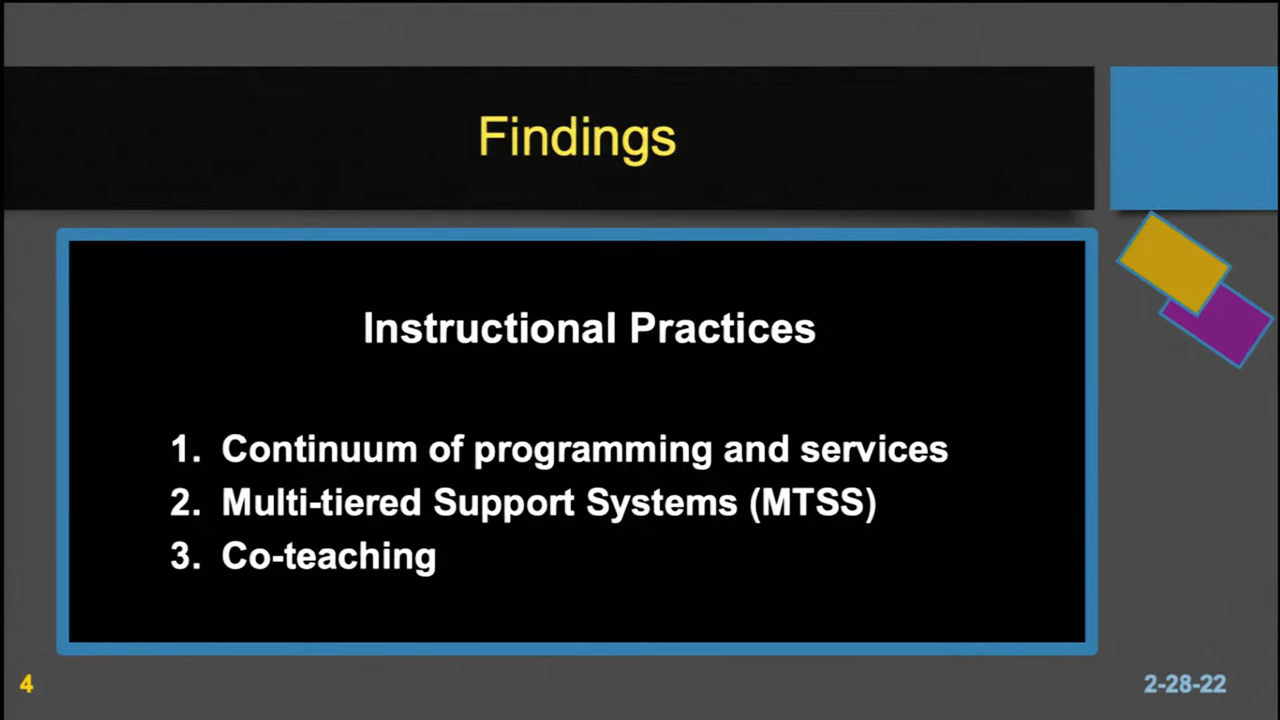 Findings
Instructional Practices
1. Continuum of programming and services
2. Multi-tiered Support Systems (MTSS)
3. Co-teaching
4
2-28-22